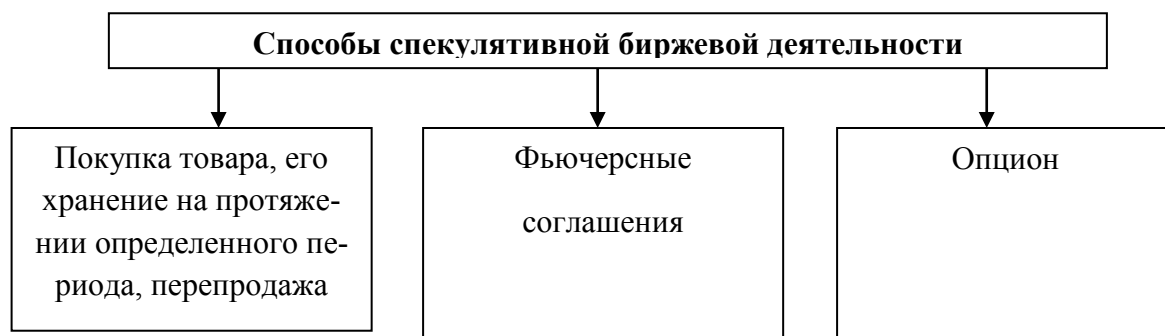 Способы спекулятивной биржевой деятельности
Покупка товара, его
хранение на протяже-
нии определенного пе-
риода, перепродажа
Фьючерсные
соглашения
Опцион